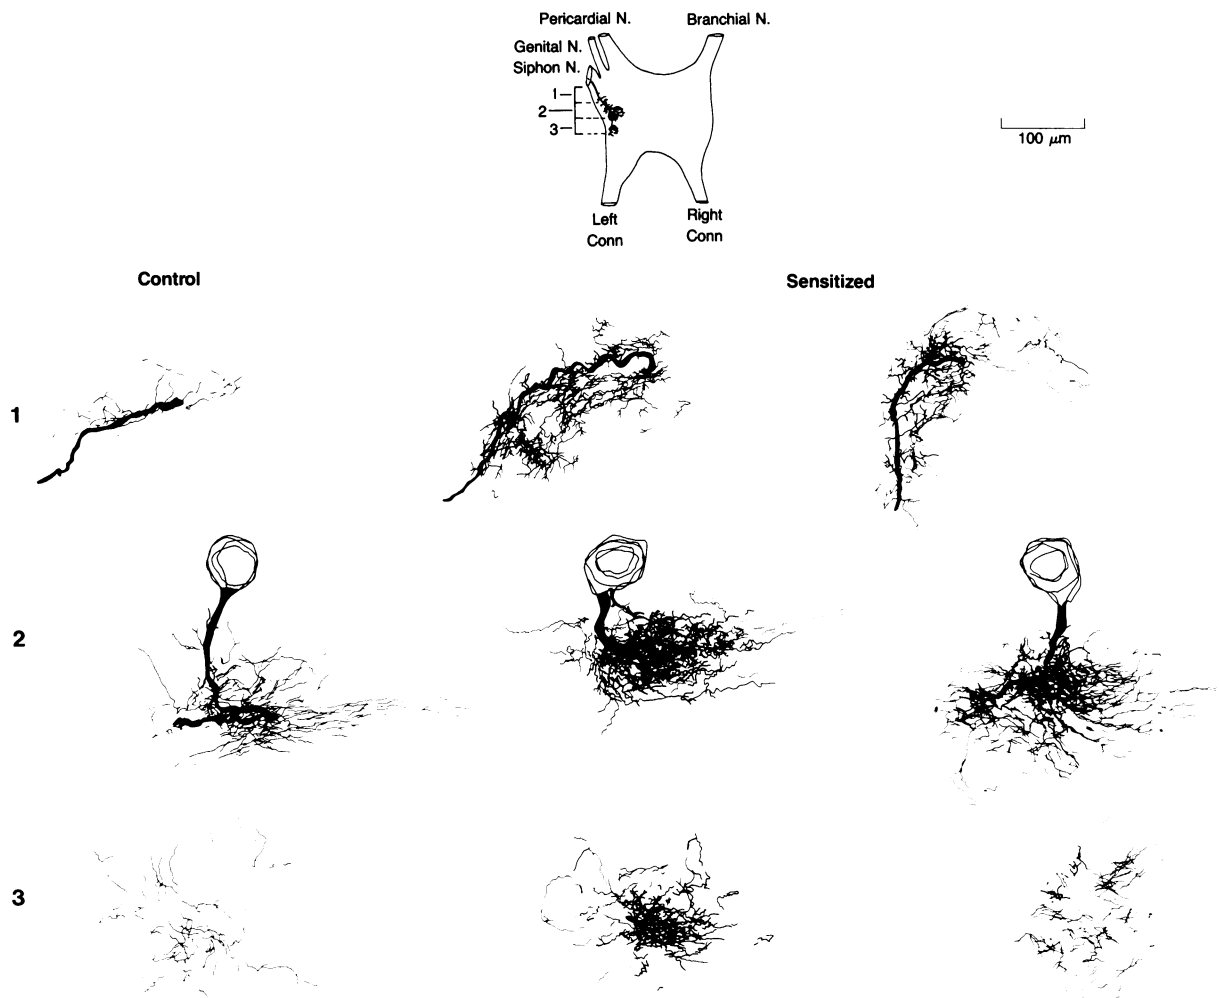 Pericardial N.
Branchial N.
Genital N.
Siphon N.
1
2
3
100 μm
Left
Conn
Right
Conn
Control
Sensitized
1
2
3